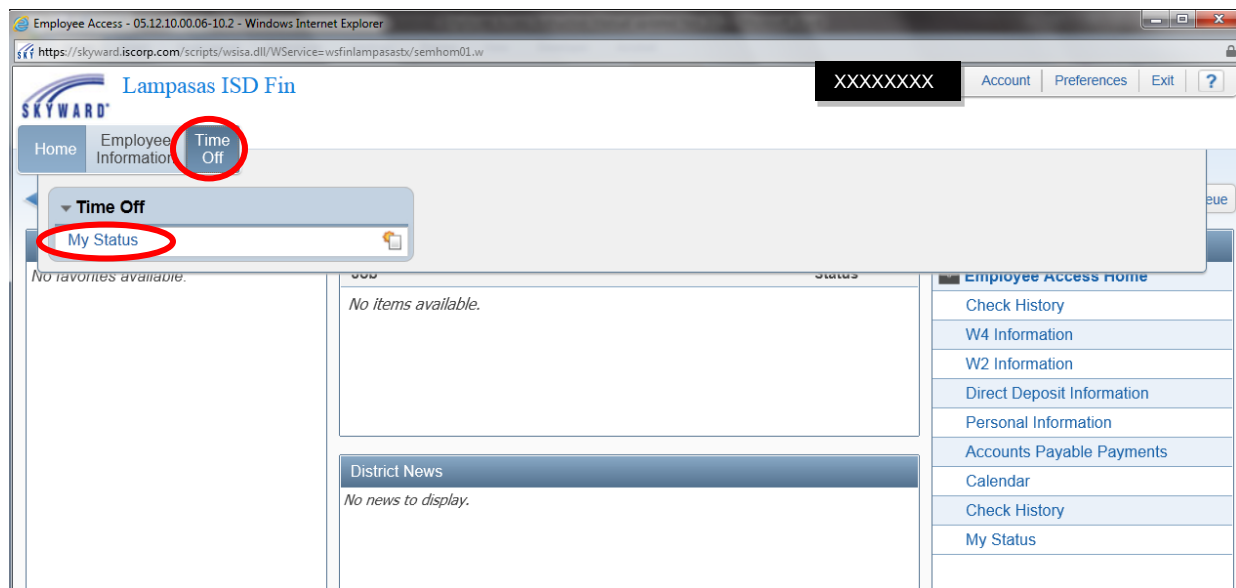 Employee Access - 05.12.10.00.06-10.2 - Windows Internet Explorer
https://skyward.iscorp.com/scripts/wsisa.dll/WService=wsfinlampasastx/semhom01.w
SKYWARD
Lampasas ISD Fin
XXXXXXXX
Account
Preferences
Exit
?
Home
Employee
Information
Time
Off
Time Off
My Status
No favorites available.
Job
Status
No items available.
District News
No news to display.
Employee Access Home
Check History
W4 Information
W2 Information
Direct Deposit Information
Personal Information
Accounts Payable Payments
Calendar
Check History
My Status